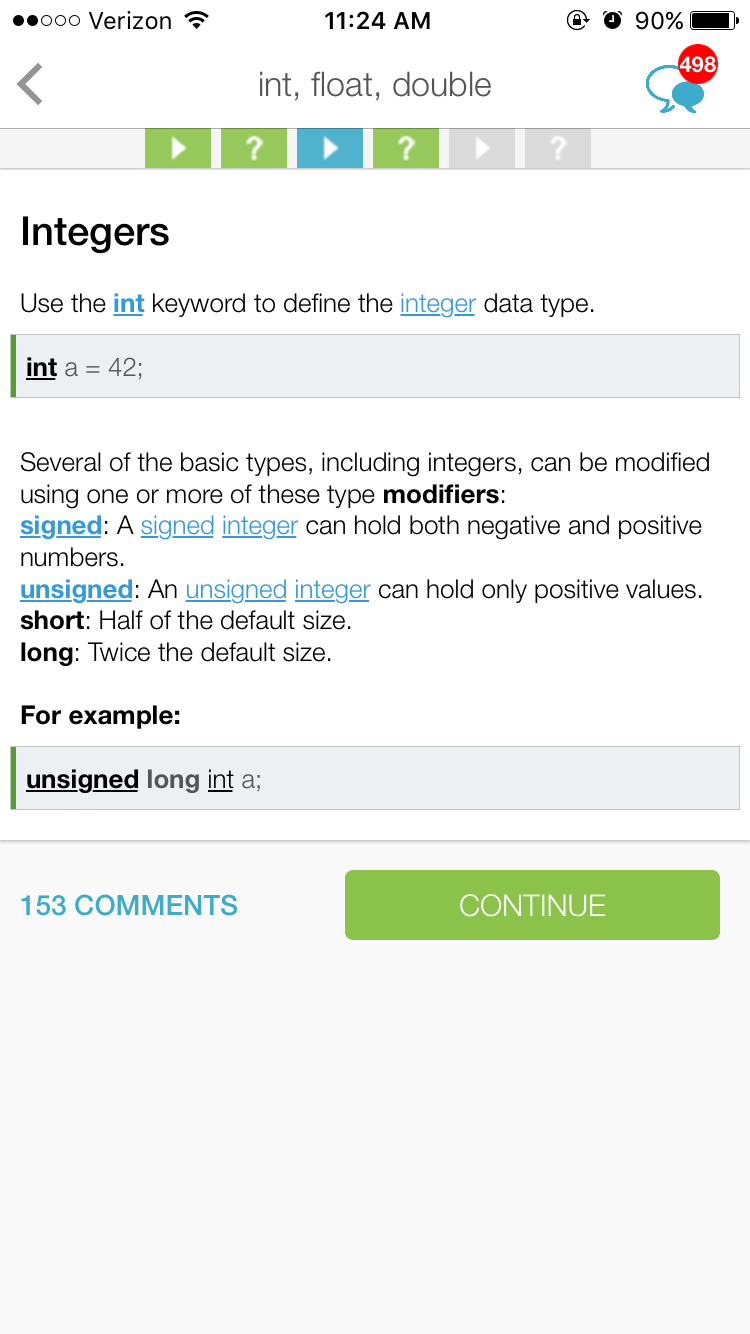 Verizon 11:24 AM 90%
int, float, double 498
? ? ?
Integers
Use the int keyword to define the integer data type.
int a = 42;
Several of the basic types, including integers, can be modified
using one or more of these type modifiers:
signed: A signed integer can hold both negative and positive
numbers.
unsigned: An unsigned integer can hold only positive values.
short: Half of the default size.
long: Twice the default size.
For example:
unsigned long int a;
153 COMMENTS CONTINUE